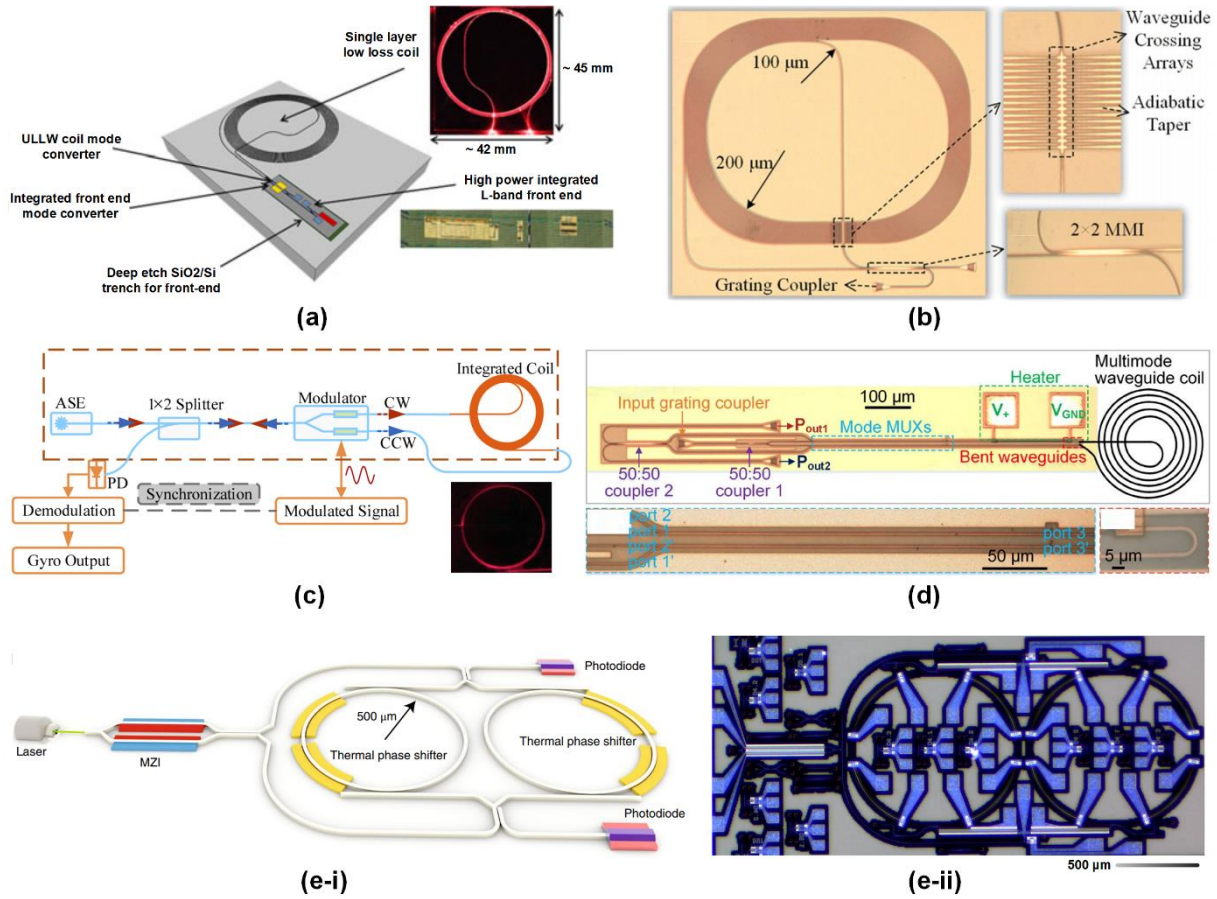 Single layer
low loss coil
ULLW coil mode
converter
Integrated front end
mode converter
High power integrated
L-band front end
Deep etch SiO2/Si
trench for front-end
~ 45 mm
~ 42 mm
(a)
100 μm
200 μm
Grating Coupler
Waveguide
Crossing
Arrays
Adiabatic
Taper
2×2 MMI
(b)
ASE
1×2 Splitter
Modulator
CW
CCW
Integrated Coil
PD
Synchronization
Demodulation
Modulated Signal
Gyro Output
(c)
Input grating coupler
100 μm
Heater
V+
VGND
Multimode
waveguide coil
Pout1
Mode MUXs
Pout2
50:50
coupler 2
50:50
coupler 1
Bent waveguides
port 2
port 1
port 2'
port 1'
port 3
port 3'
50 μm
5 μm
(d)
Laser
MZI
500 μm
Thermal phase shifter
Thermal phase shifter
Photodiode
Photodiode
(e-i)
500 μm
(e-ii)